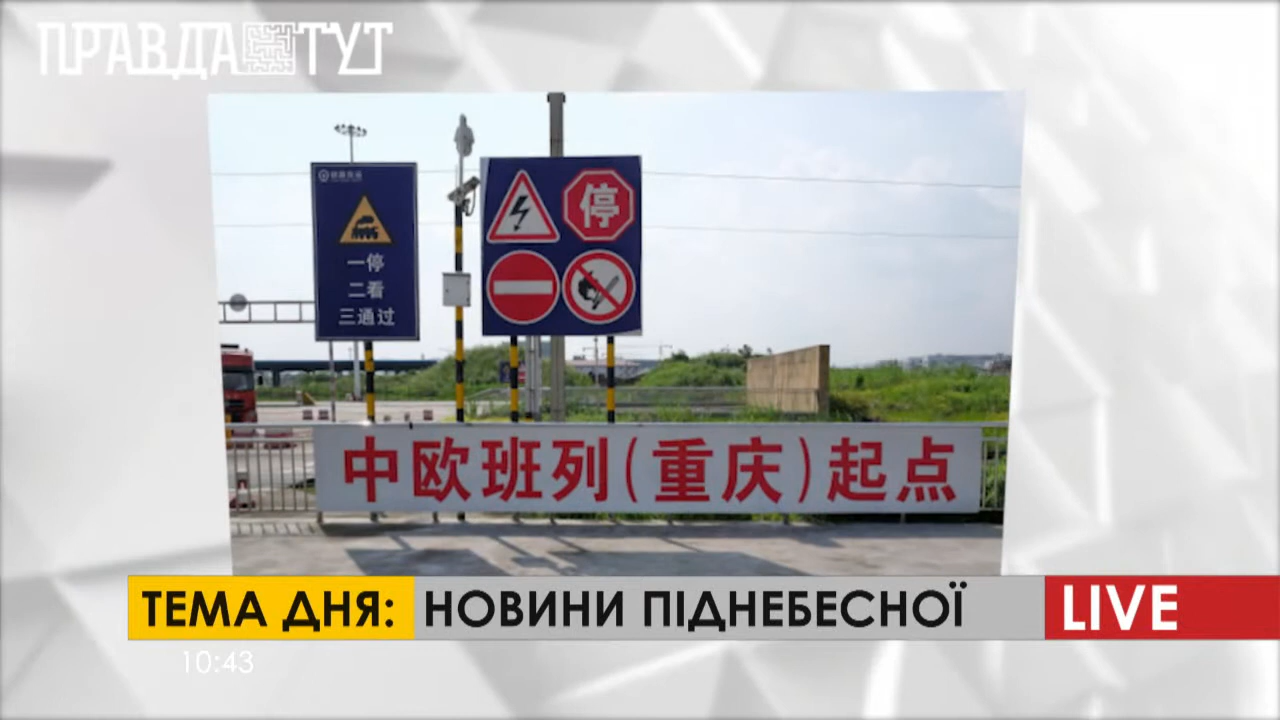 ПРАВДА ТУТ
一停
二看
三通过
停
中欧班列(重庆)起点
ТЕМА ДНЯ: НОВИНИ ПІДНЕБЕСНОЇ LIVE
10:43